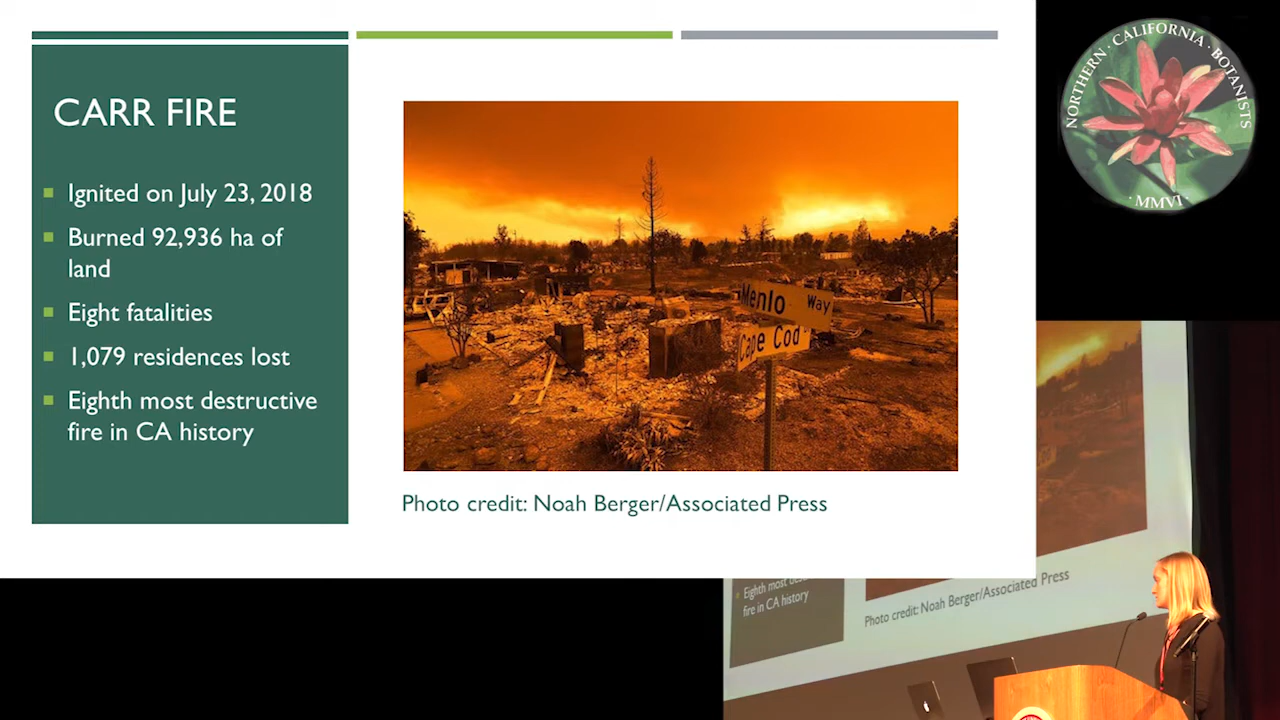 CARR FIRE
Ignited on July 23, 2018
Burned 92,936 ha of
land
Eight fatalities
1,079 residences lost
Eighth most destructive
fire in CA history
Menlo Way
Cape Cod
Photo credit: Noah Berger/Associated Press
NORTHERN · CALIFORNIA · BOTANISTS
· MMVI ·
Eighth most
fire in CA history
Photo credit: Noah Berger/Associated Press